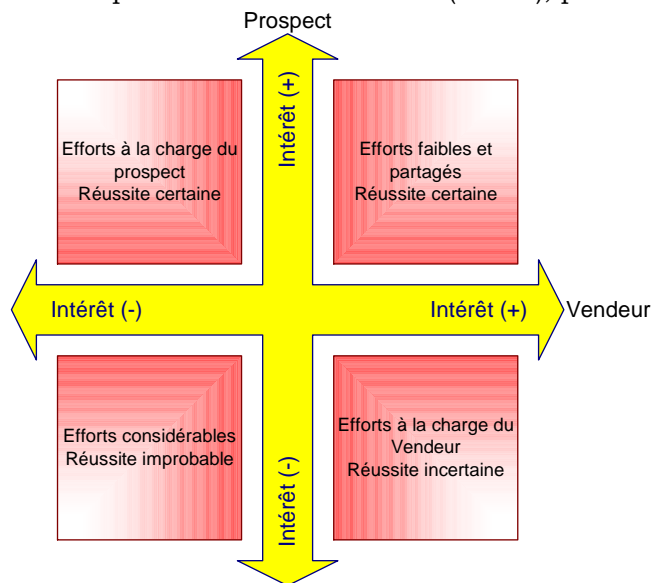 Prospect
Intérêt (+)
Efforts à la charge du
prospect
Réussite certaine
Efforts faibles et
partagés
Réussite certaine
Intérêt (-)
Intérêt (+)
Vendeur
Efforts considérables
Réussite improbable
Efforts à la charge du
Vendeur
Réussite incertaine
Intérêt (-)